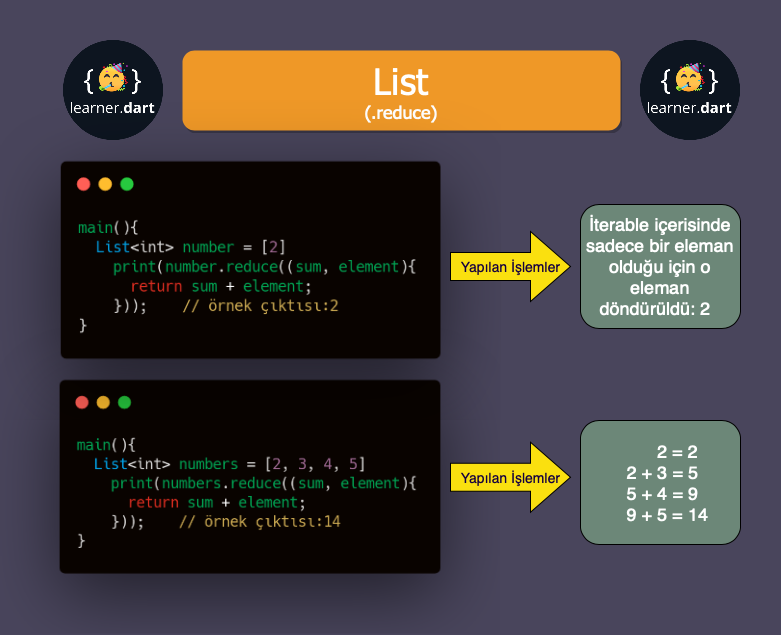 {🥳}
learner.dart
List
(.reduce)
{🥳}
learner.dart
main(){
List<int> number = [2]
print(number.reduce((sum, element){
return sum + element;
}));    // örnek çıktısı:2
}
Yapılan İşlemler
İterable içerisinde
sadece bir eleman
olduğu için o
eleman
döndürüldü: 2
main(){
List<int> numbers = [2, 3, 4, 5]
print(numbers.reduce((sum, element){
return sum + element;
}));    // örnek çıktısı:14
}
Yapılan İşlemler
2 = 2
2 + 3 = 5
5 + 4 = 9
9 + 5 = 14